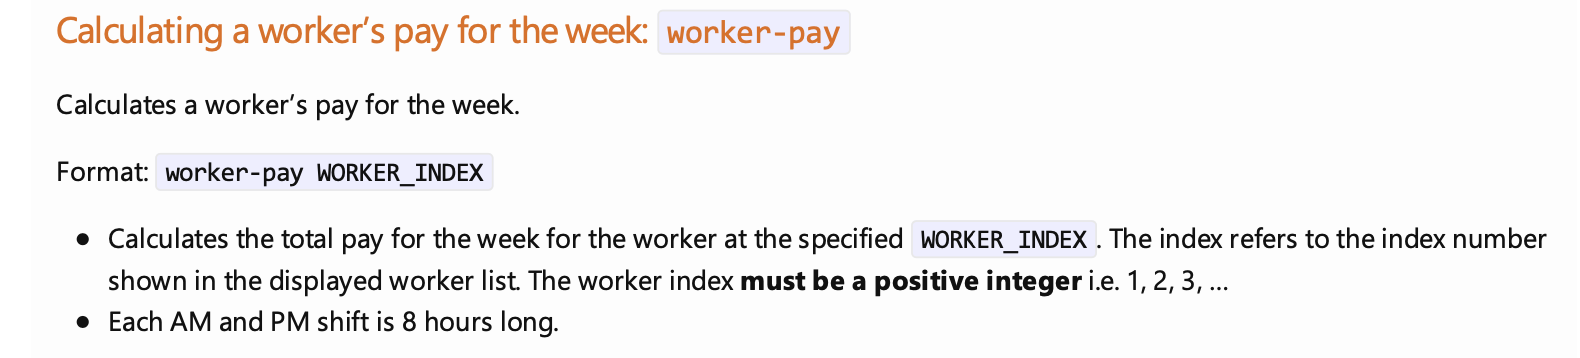 Calculating a worker’s pay for the week: worker-pay
Calculates a worker’s pay for the week.
Format: worker-pay WORKER_INDEX
● Calculates the total pay for the week for the worker at the specified WORKER_INDEX. The index refers to the index number
shown in the displayed worker list. The worker index must be a positive integer i.e. 1, 2, 3, …
● Each AM and PM shift is 8 hours long.